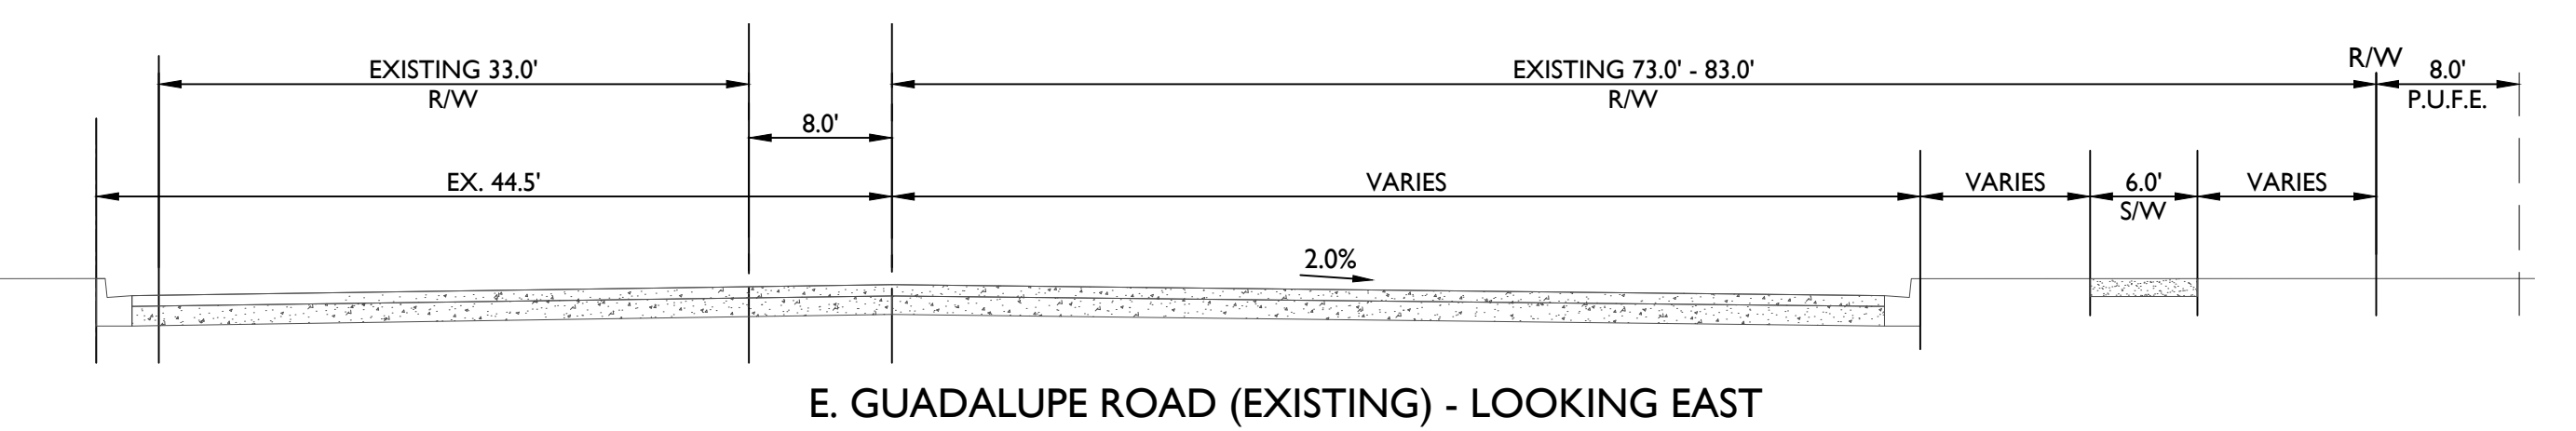 R/W
EXISTING 33.0'
R/W
EXISTING 73.0' - 83.0'
R/W
8.0'
P.U.F.E.
8.0'
EX. 44.5'
VARIES
VARIES
6.0'
S/W
VARIES
2.0%
E. GUADALUPE ROAD (EXISTING) - LOOKING EAST